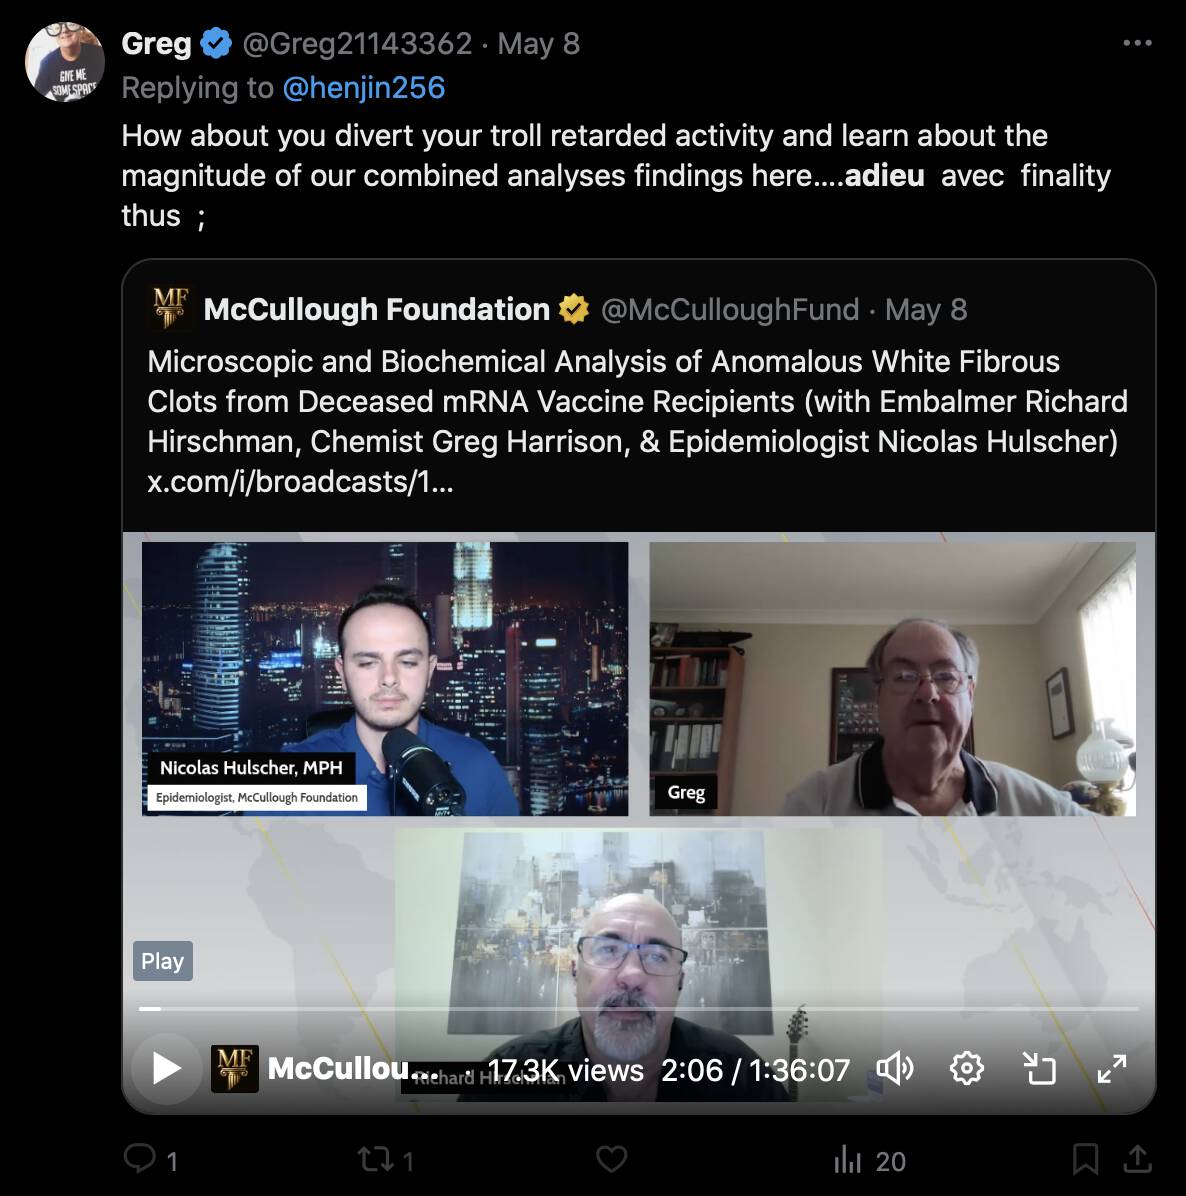 Greg @Greg21143362 · May 8
GIVE ME
SOME SPACE
Replying to @henjin256
How about you divert your troll retarded activity and learn about the
magnitude of our combined analyses findings here....adieu avec finality
thus ;
MF
McCullough Foundation @McCulloughFund · May 8
Microscopic and Biochemical Analysis of Anomalous White Fibrous
Clots from Deceased mRNA Vaccine Recipients (with Embalmer Richard
Hirschman, Chemist Greg Harrison, & Epidemiologist Nicolas Hulscher)
x.com/i/broadcasts/1...
Nicolas Hulscher, MPH
Epidemiologist, McCullough Foundation
Greg
Play
MF
McCullou... · 17.3K views 2:06 / 1:36:07
Richard Hirschman
1
1
20